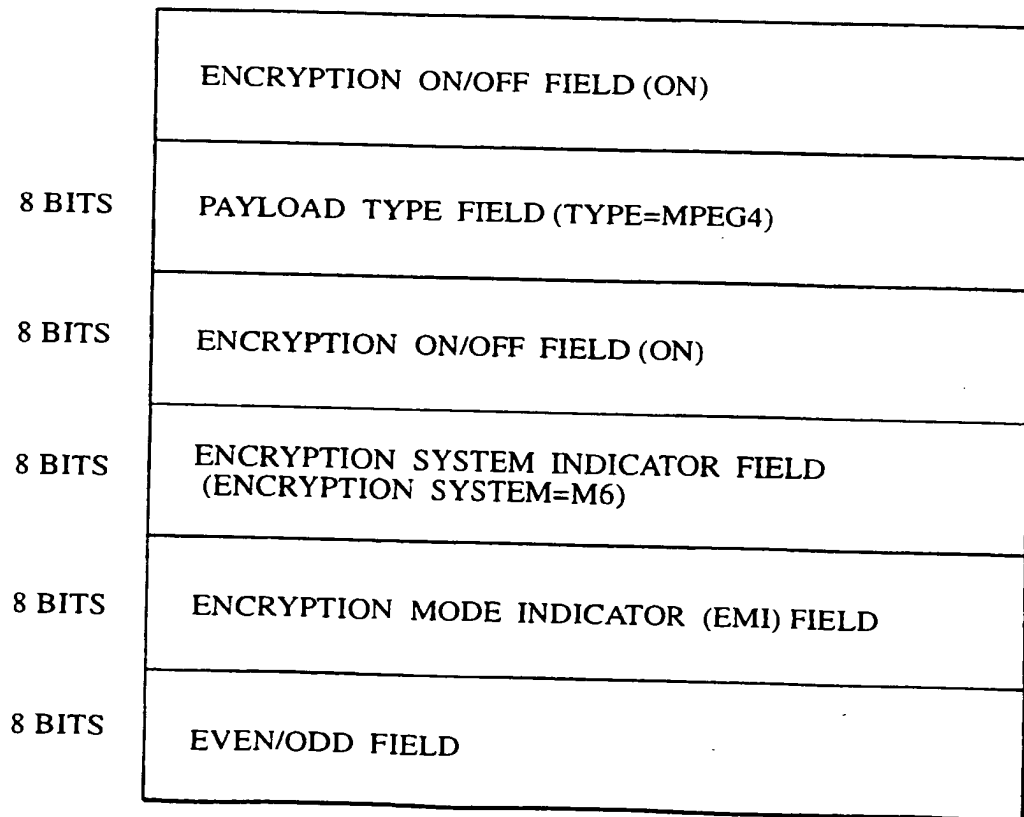 ENCRYPTION ON/OFF FIELD (ON)
8 BITS PAYLOAD TYPE FIELD (TYPE=MPEG4)
8 BITS ENCRYPTION ON/OFF FIELD (ON)
8 BITS ENCRYPTION SYSTEM INDICATOR FIELD
(ENCRYPTION SYSTEM=M6)
8 BITS ENCRYPTION MODE INDICATOR (EMI) FIELD
8 BITS EVEN/ODD FIELD